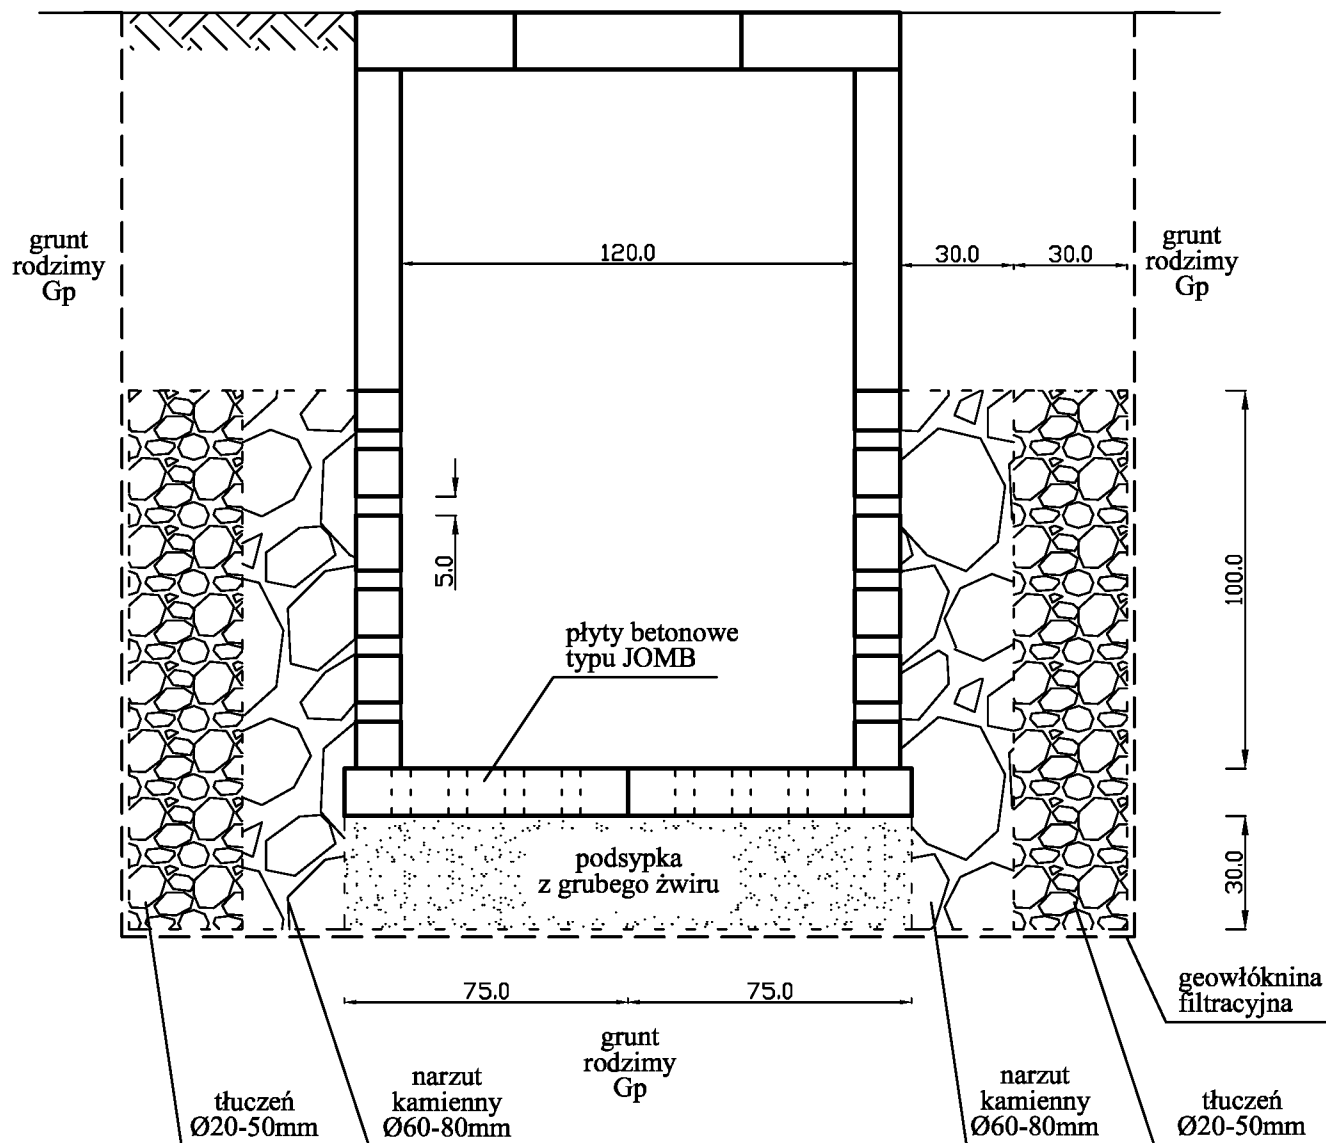 grunt
rodzimy
Gp
120.0
30.0
30.0
grunt
rodzimy
Gp
5.0
100.0
płyty betonowe
typu JOMB
podsypka
z grubego żwiru
30.0
75.0
75.0
geowłóknina
filtracyjna
grunt
rodzimy
Gp
tłuczeń
Ø20-50mm
narzut
kamienny
Ø60-80mm
narzut
kamienny
Ø60-80mm
tłuczeń
Ø20-50mm